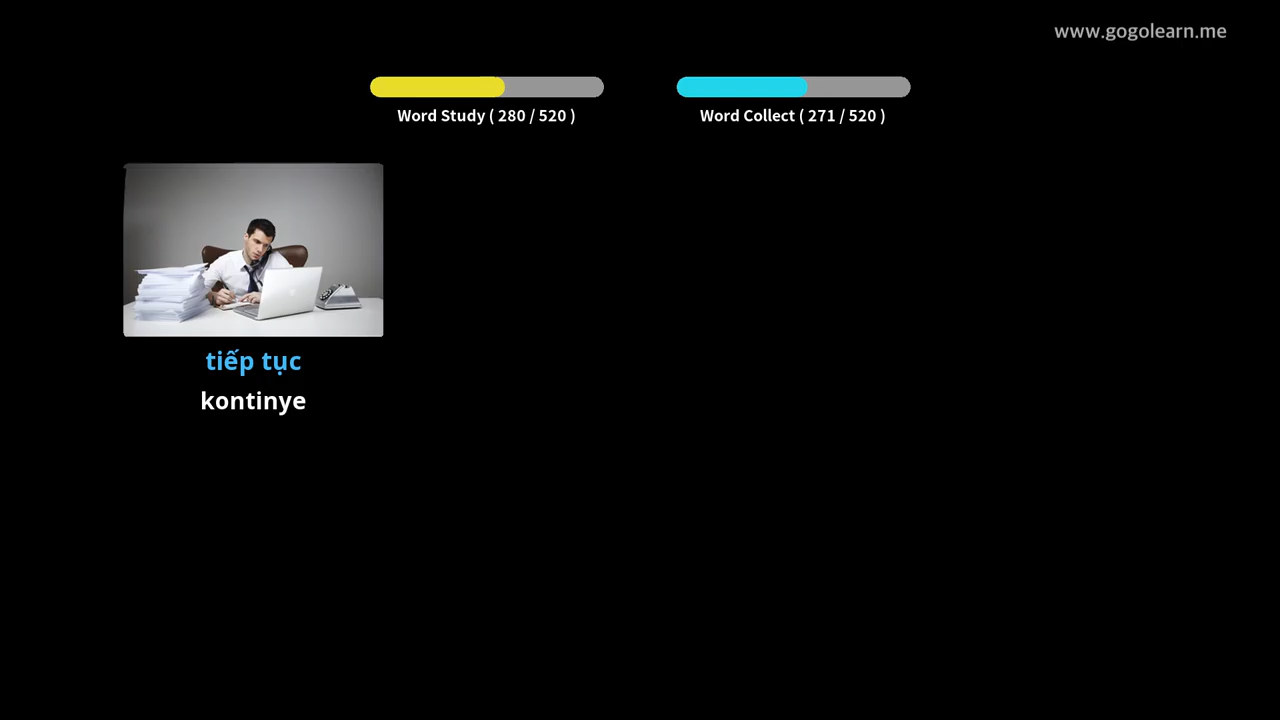 www.gogolearn.me
Word Study ( 280 / 520 )
Word Collect ( 271 / 520 )
tiếp tục
kontinye